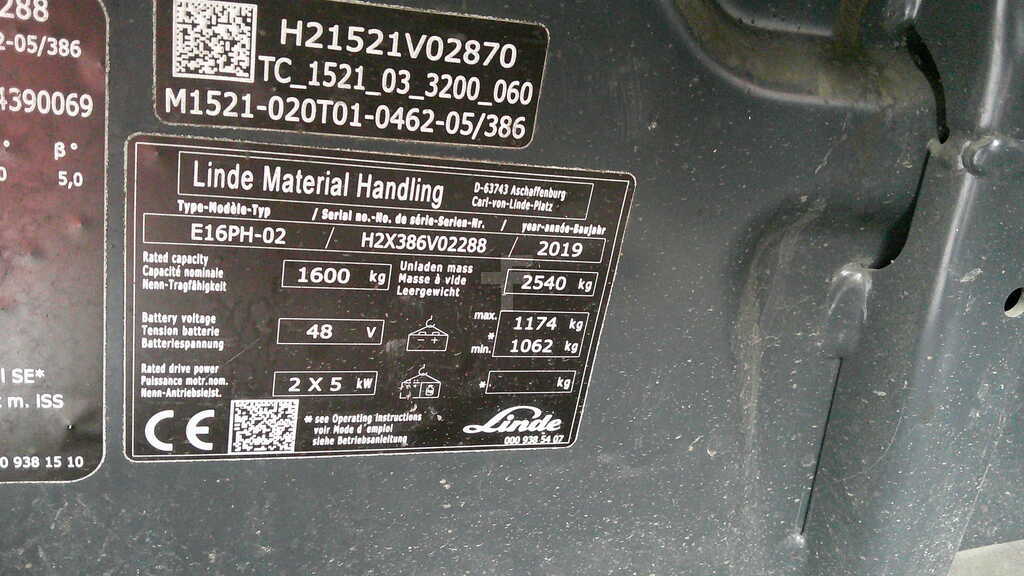 288
2-05/386
4390069
° β°
0 5,0
l SE*
t m. ISS
0 938 15 10
H21521V02870
TC_1521_03_3200_060
M1521-020T01-0462-05/386
Linde Material Handling
D-63743 Aschaffenburg
Carl-von-Linde-Platz
Type-Modèle-Typ / Serial no.-No. de série-Serien-Nr. / year-année-Baujahr
E16PH-02 / H2X386V02288 / 2019
Rated capacity
Capacité nominale
Nenn-Tragfähigkeit
1600 kg
Unladen mass
Masse à vide
Leergewicht
2540 kg
Battery voltage
Tension batterie
Batteriespannung
48 V
max. 1174 kg
*
min. 1062 kg
Rated drive power
Puissance motr.nom.
Nenn-Antriebsleist.
2 X 5 kW
* kg
CE
* see Operating Instructions
voir Mode d'emploi
siehe Betriebsanleitung
Linde
000 938 54 07